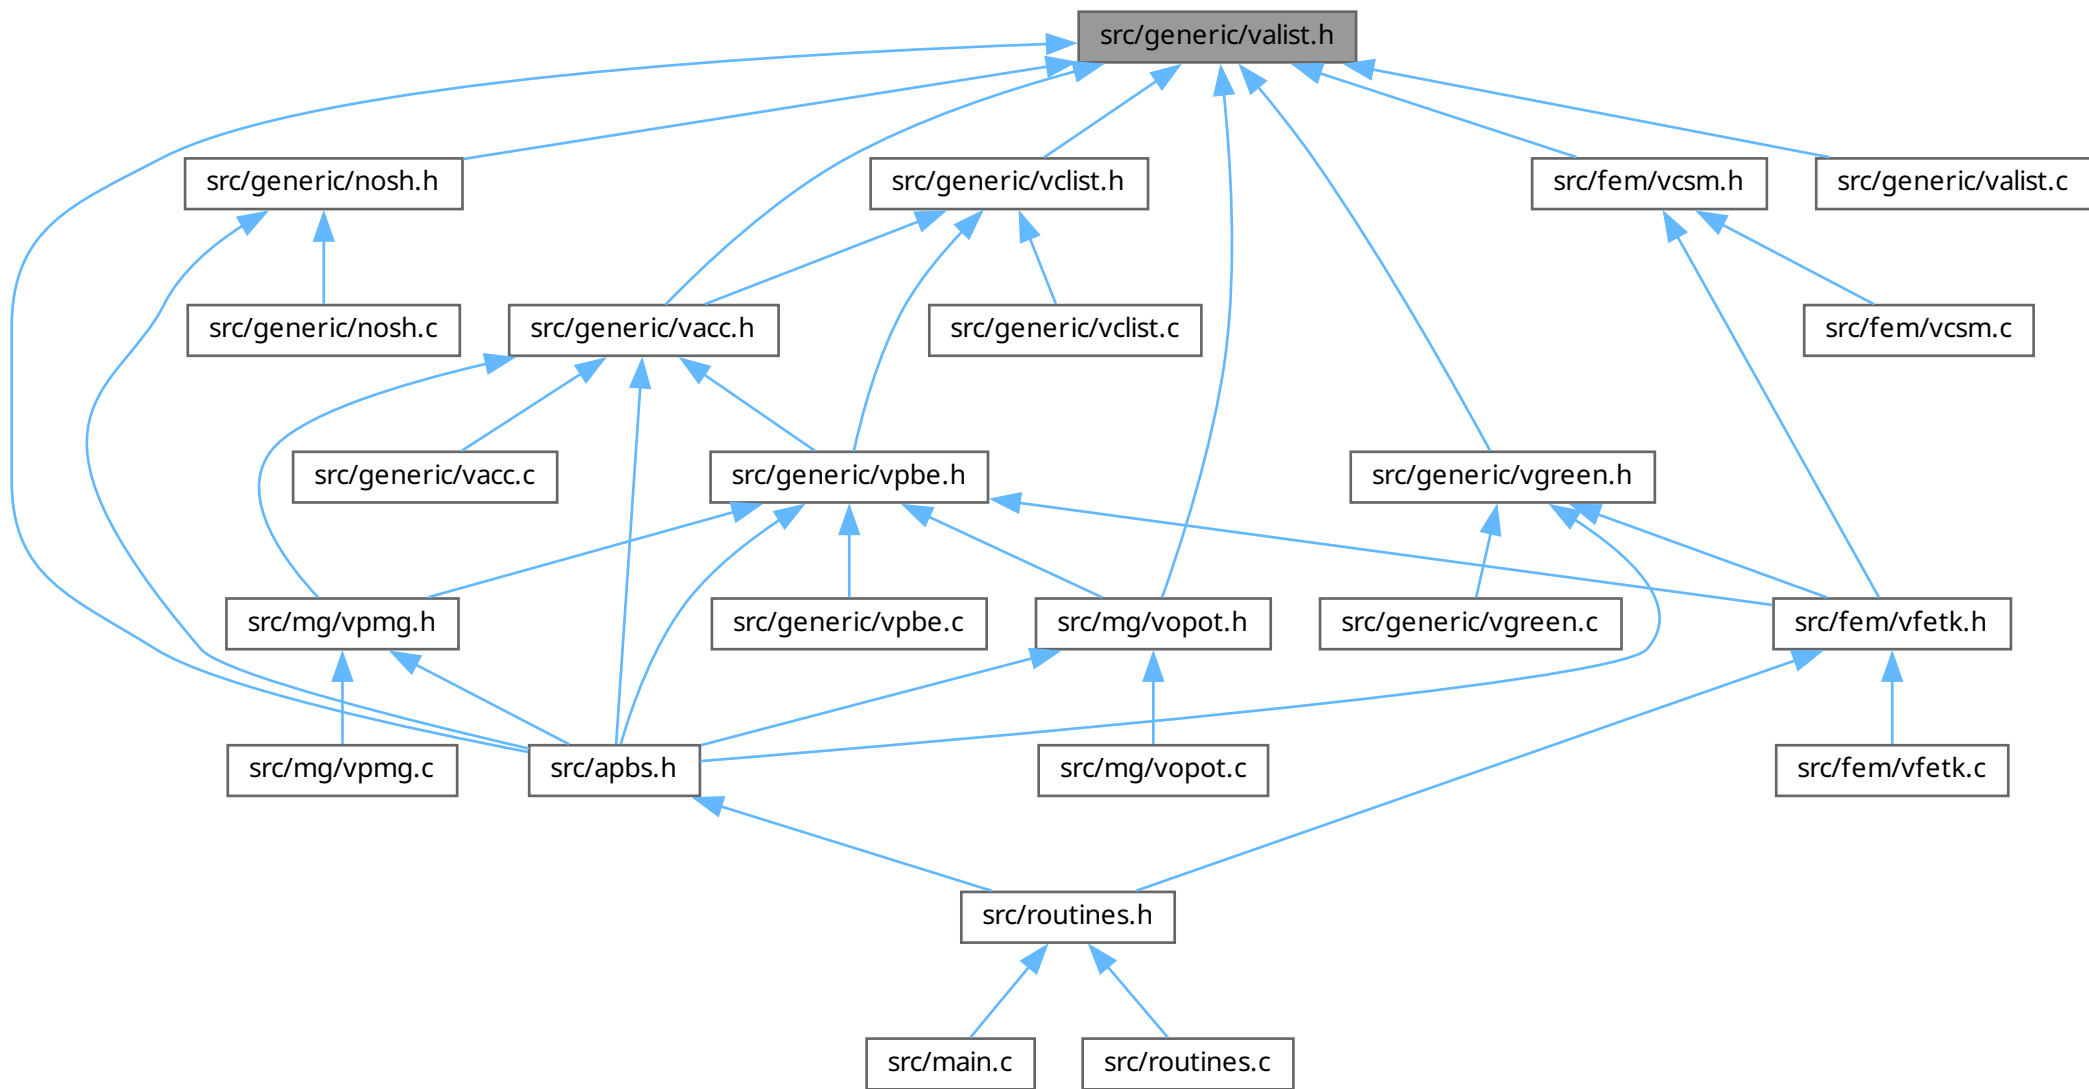 src/generic/valist.h
src/generic/nosh.h
src/generic/vclist.h
src/fem/vcsm.h
src/generic/valist.c
src/generic/nosh.c
src/generic/vacc.h
src/generic/vclist.c
src/fem/vcsm.c
src/generic/vacc.c
src/generic/vpbe.h
src/generic/vgreen.h
src/mg/vpmg.h
src/generic/vpbe.c
src/mg/vopot.h
src/generic/vgreen.c
src/fem/vfetk.h
src/mg/vpmg.c
src/apbs.h
src/mg/vopot.c
src/fem/vfetk.c
src/routines.h
src/main.c
src/routines.c